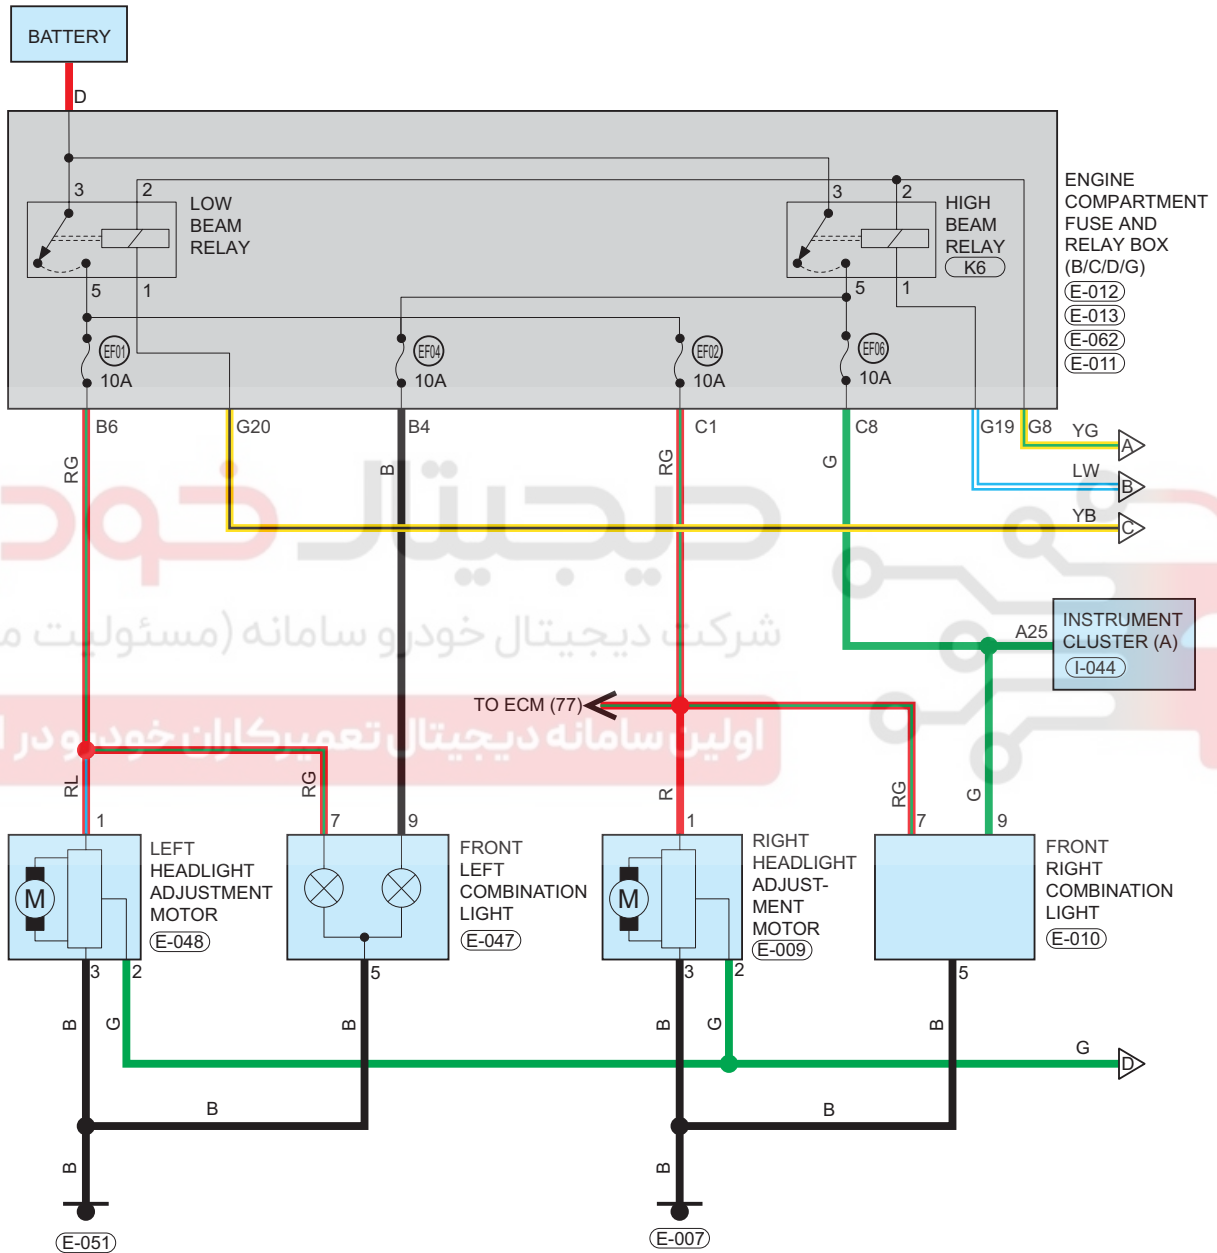 BATTERY
D
3
2
LOW
BEAM
RELAY
5
1
3
2
HIGH
BEAM
RELAY
K6
5
1
ENGINE
COMPARTMENT
FUSE AND
RELAY BOX
(B/C/D/G)
E-012
E-013
E-062
E-011
EF01
10A
EF04
10A
EF02
10A
EF06
10A
B6
G20
B4
C1
C8
G19
G8
YG
A
LW
B
YB
C
RG
B
RG
G
دیجیتال خود
شرکت دیجیتال خودرو سامانه (مسئولیت
اولین سامانه دیجیتال تعمیرکاران خودرو در
A25
INSTRUMENT
CLUSTER (A)
I-044
TO ECM (77)
RL
RG
R
RG
G
1
7
9
1
7
9
M
LEFT
HEADLIGHT
ADJUSTMENT
MOTOR
E-048
FRONT
LEFT
COMBINATION
LIGHT
E-047
M
RIGHT
HEADLIGHT
ADJUST-
MENT
MOTOR
E-009
FRONT
RIGHT
COMBINATION
LIGHT
E-010
3
2
5
3
2
5
B
G
B
B
G
B
G
D
B
B
B
B
E-051
E-007